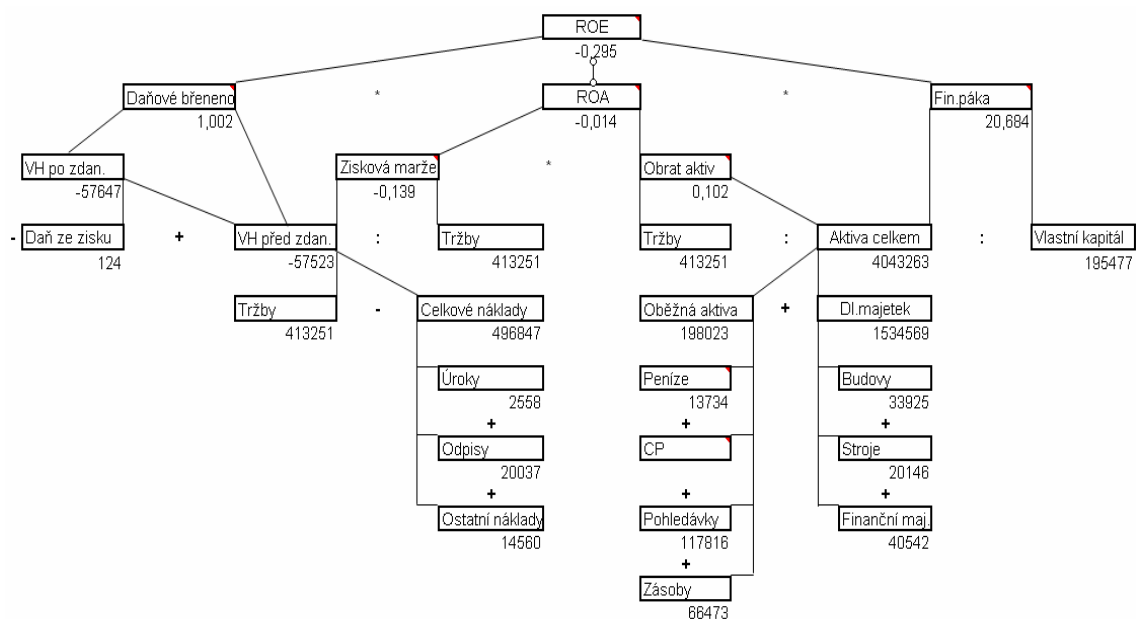 ROE
-0,295
Daňové břeneno * ROA * Fin.páka
1,002 -0,014 20,684
VH po zdan. Zisková marže * Obrat aktiv
-57647 -0,139 0,102
- Daň ze zisku + VH před zdan. : Tržby Tržby : Aktiva celkem : Vlastní kapitál
124 -57523 413251 413251 4043263 195477
Tržby - Celkové náklady Oběžná aktiva + Dl.majetek
413251 496847 198023 1534569
Úroky Peníze Budovy
2558 13734 33925
+ + +
Odpisy CP Stroje
20037 20146
+ + +
Ostatní náklady Pohledávky Finanční maj.
14560 117816 40542
+
Zásoby
66473